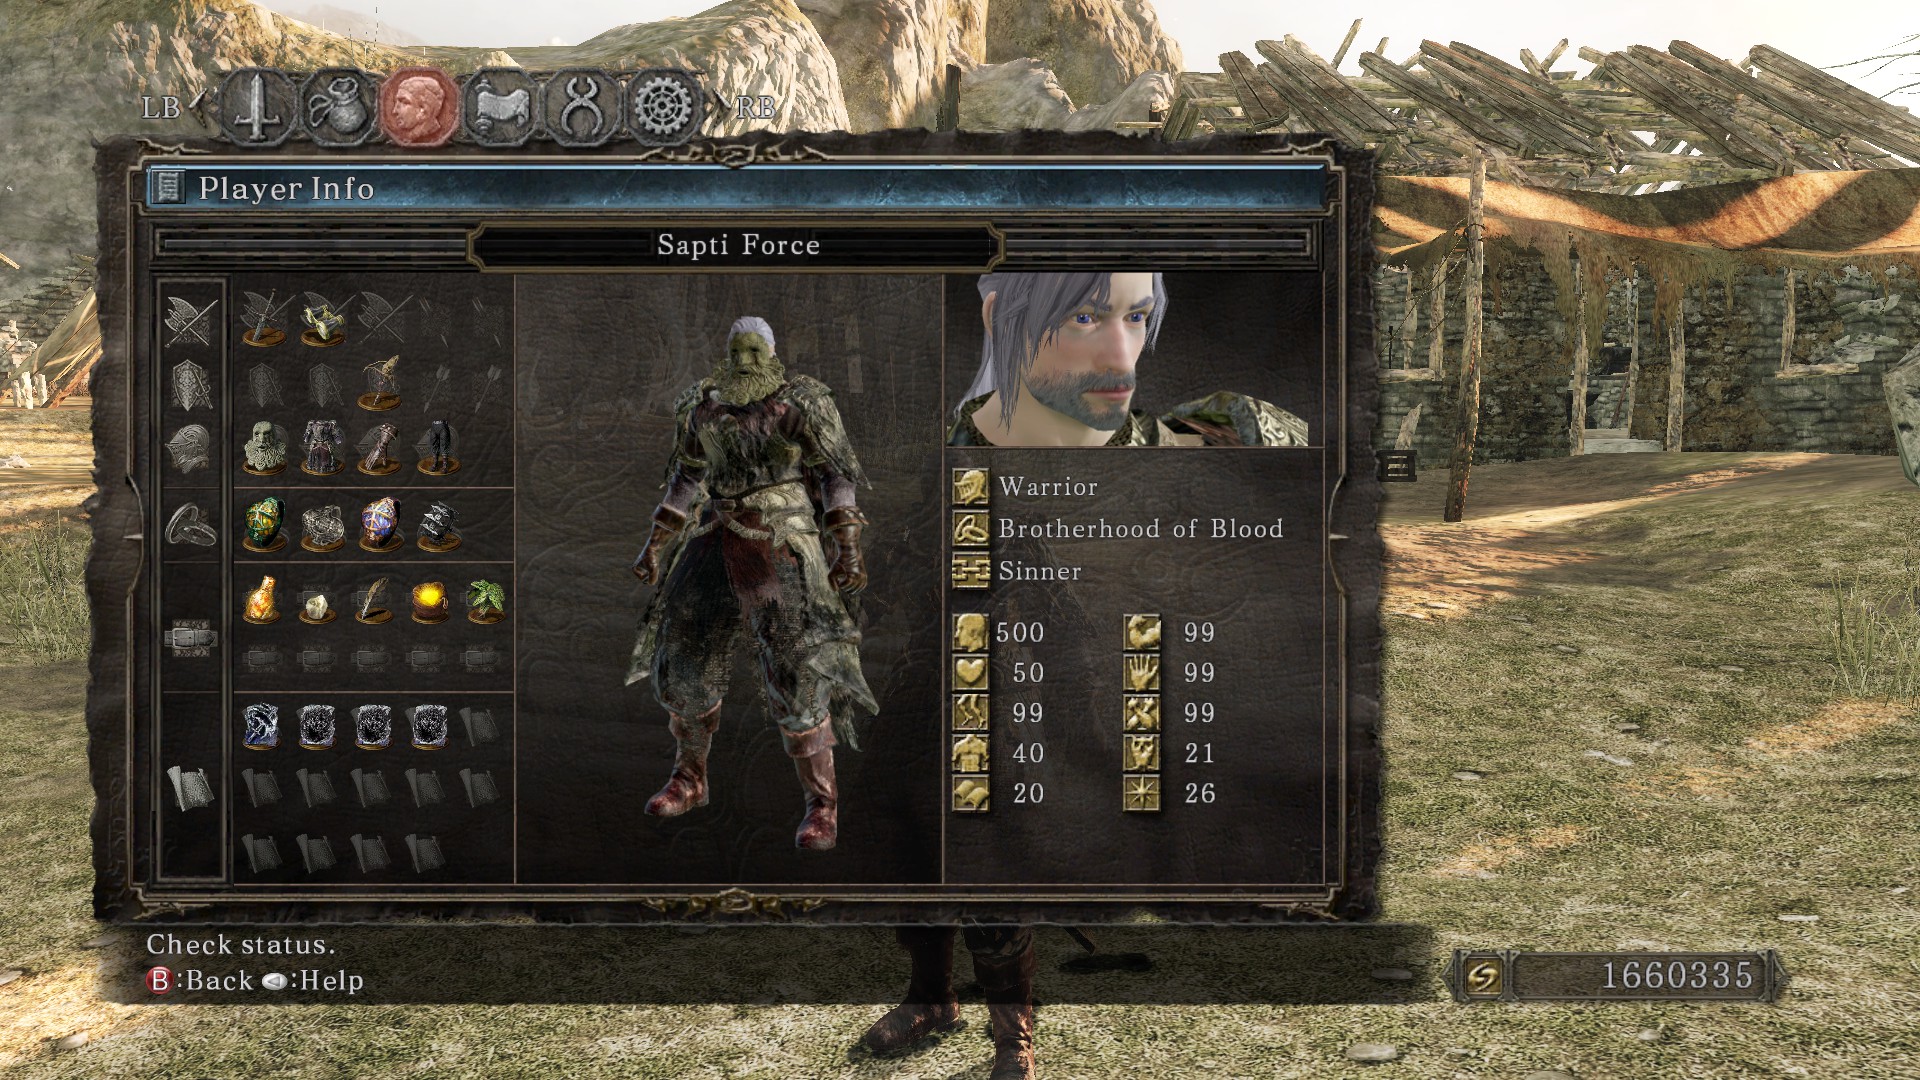 LB RB
Player Info
Sapti Force
Warrior
Brotherhood of Blood
Sinner
500 99
50 99
99 99
40 21
20 26
Check status.
B:Back :Help
1660335